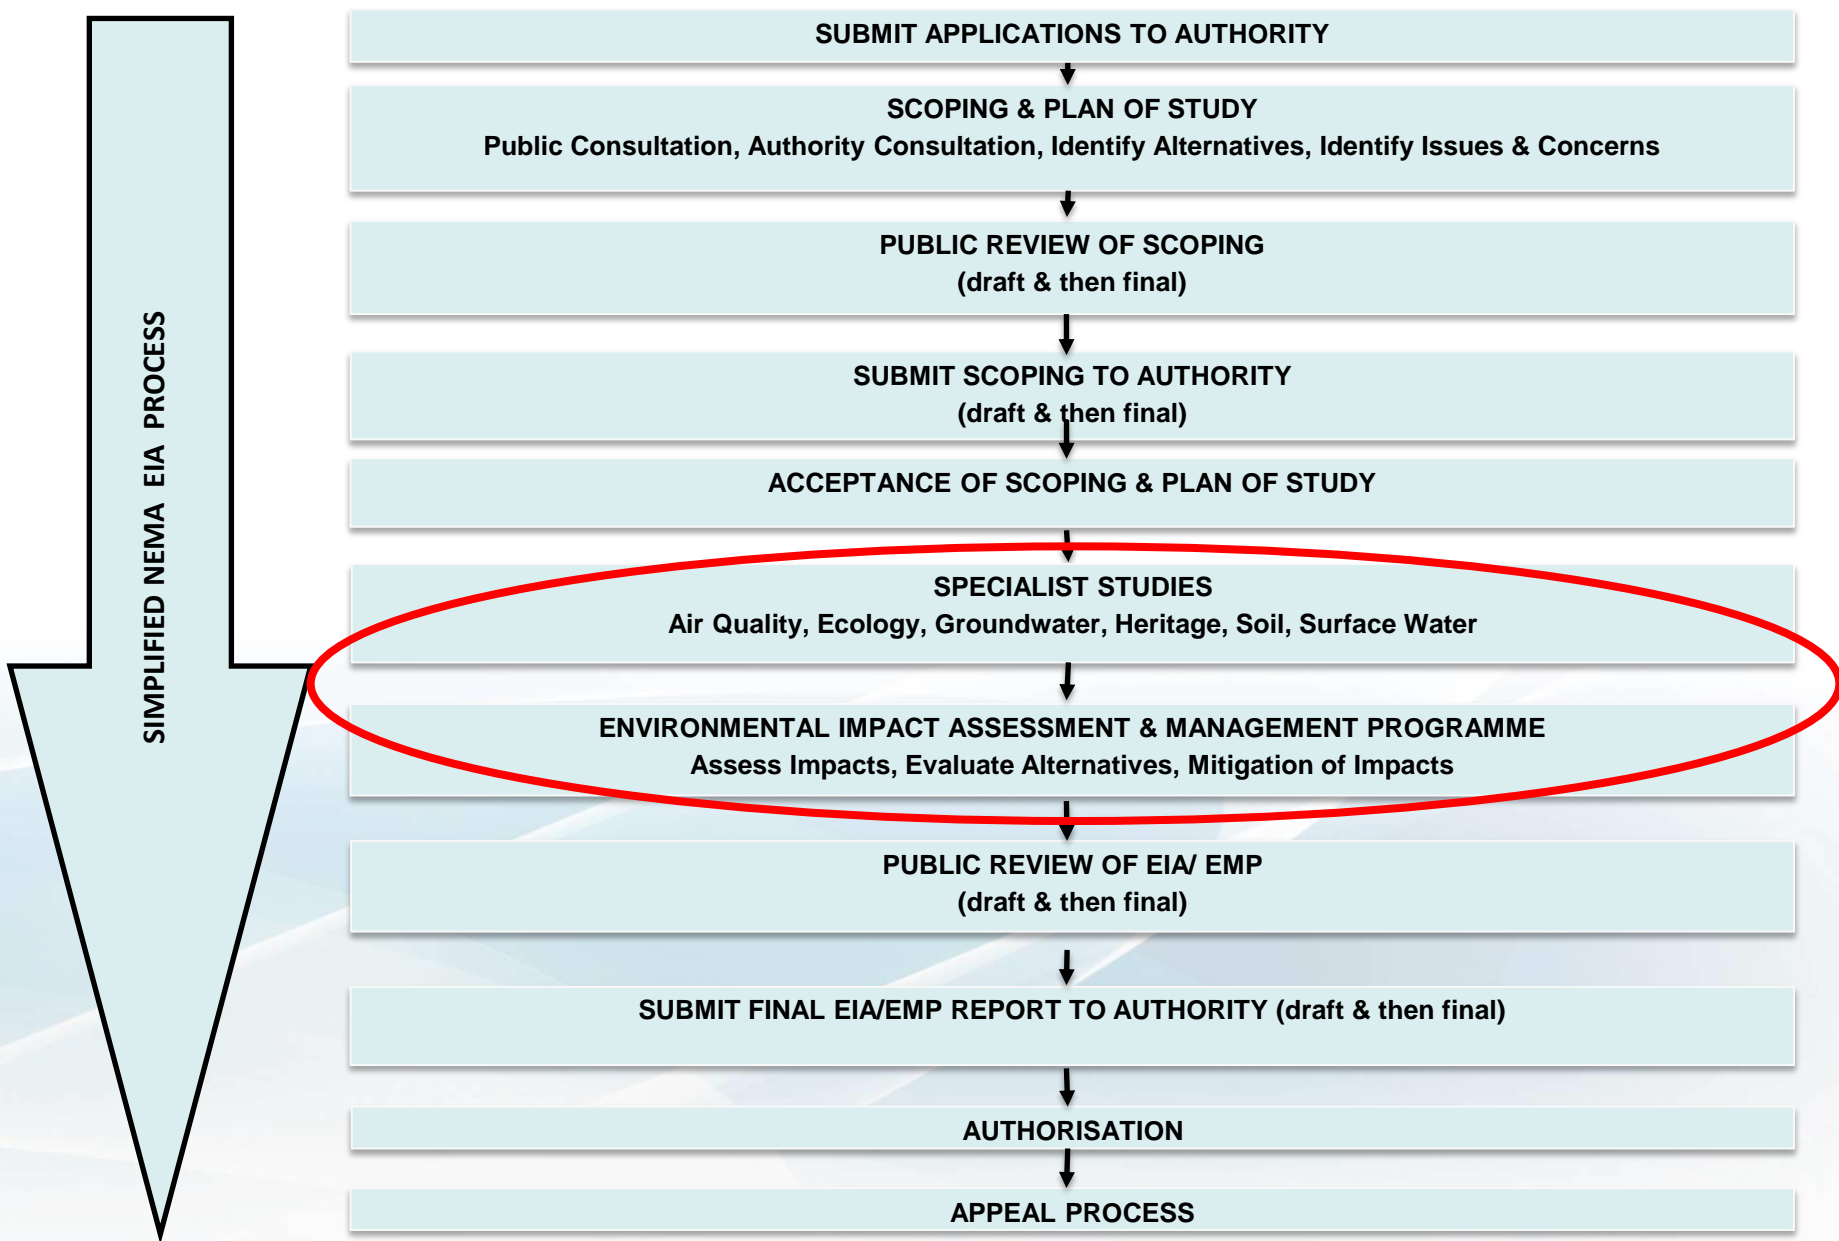 SIMPLIFIED NEMA EIA PROCESS
SUBMIT APPLICATIONS TO AUTHORITY
SCOPING & PLAN OF STUDY
Public Consultation, Authority Consultation, Identify Alternatives, Identify Issues & Concerns
PUBLIC REVIEW OF SCOPING
(draft & then final)
SUBMIT SCOPING TO AUTHORITY
(draft & then final)
ACCEPTANCE OF SCOPING & PLAN OF STUDY
SPECIALIST STUDIES
Air Quality, Ecology, Groundwater, Heritage, Soil, Surface Water
ENVIRONMENTAL IMPACT ASSESSMENT & MANAGEMENT PROGRAMME
Assess Impacts, Evaluate Alternatives, Mitigation of Impacts
PUBLIC REVIEW OF EIA/ EMP
(draft & then final)
SUBMIT FINAL EIA/EMP REPORT TO AUTHORITY (draft & then final)
AUTHORISATION
APPEAL PROCESS